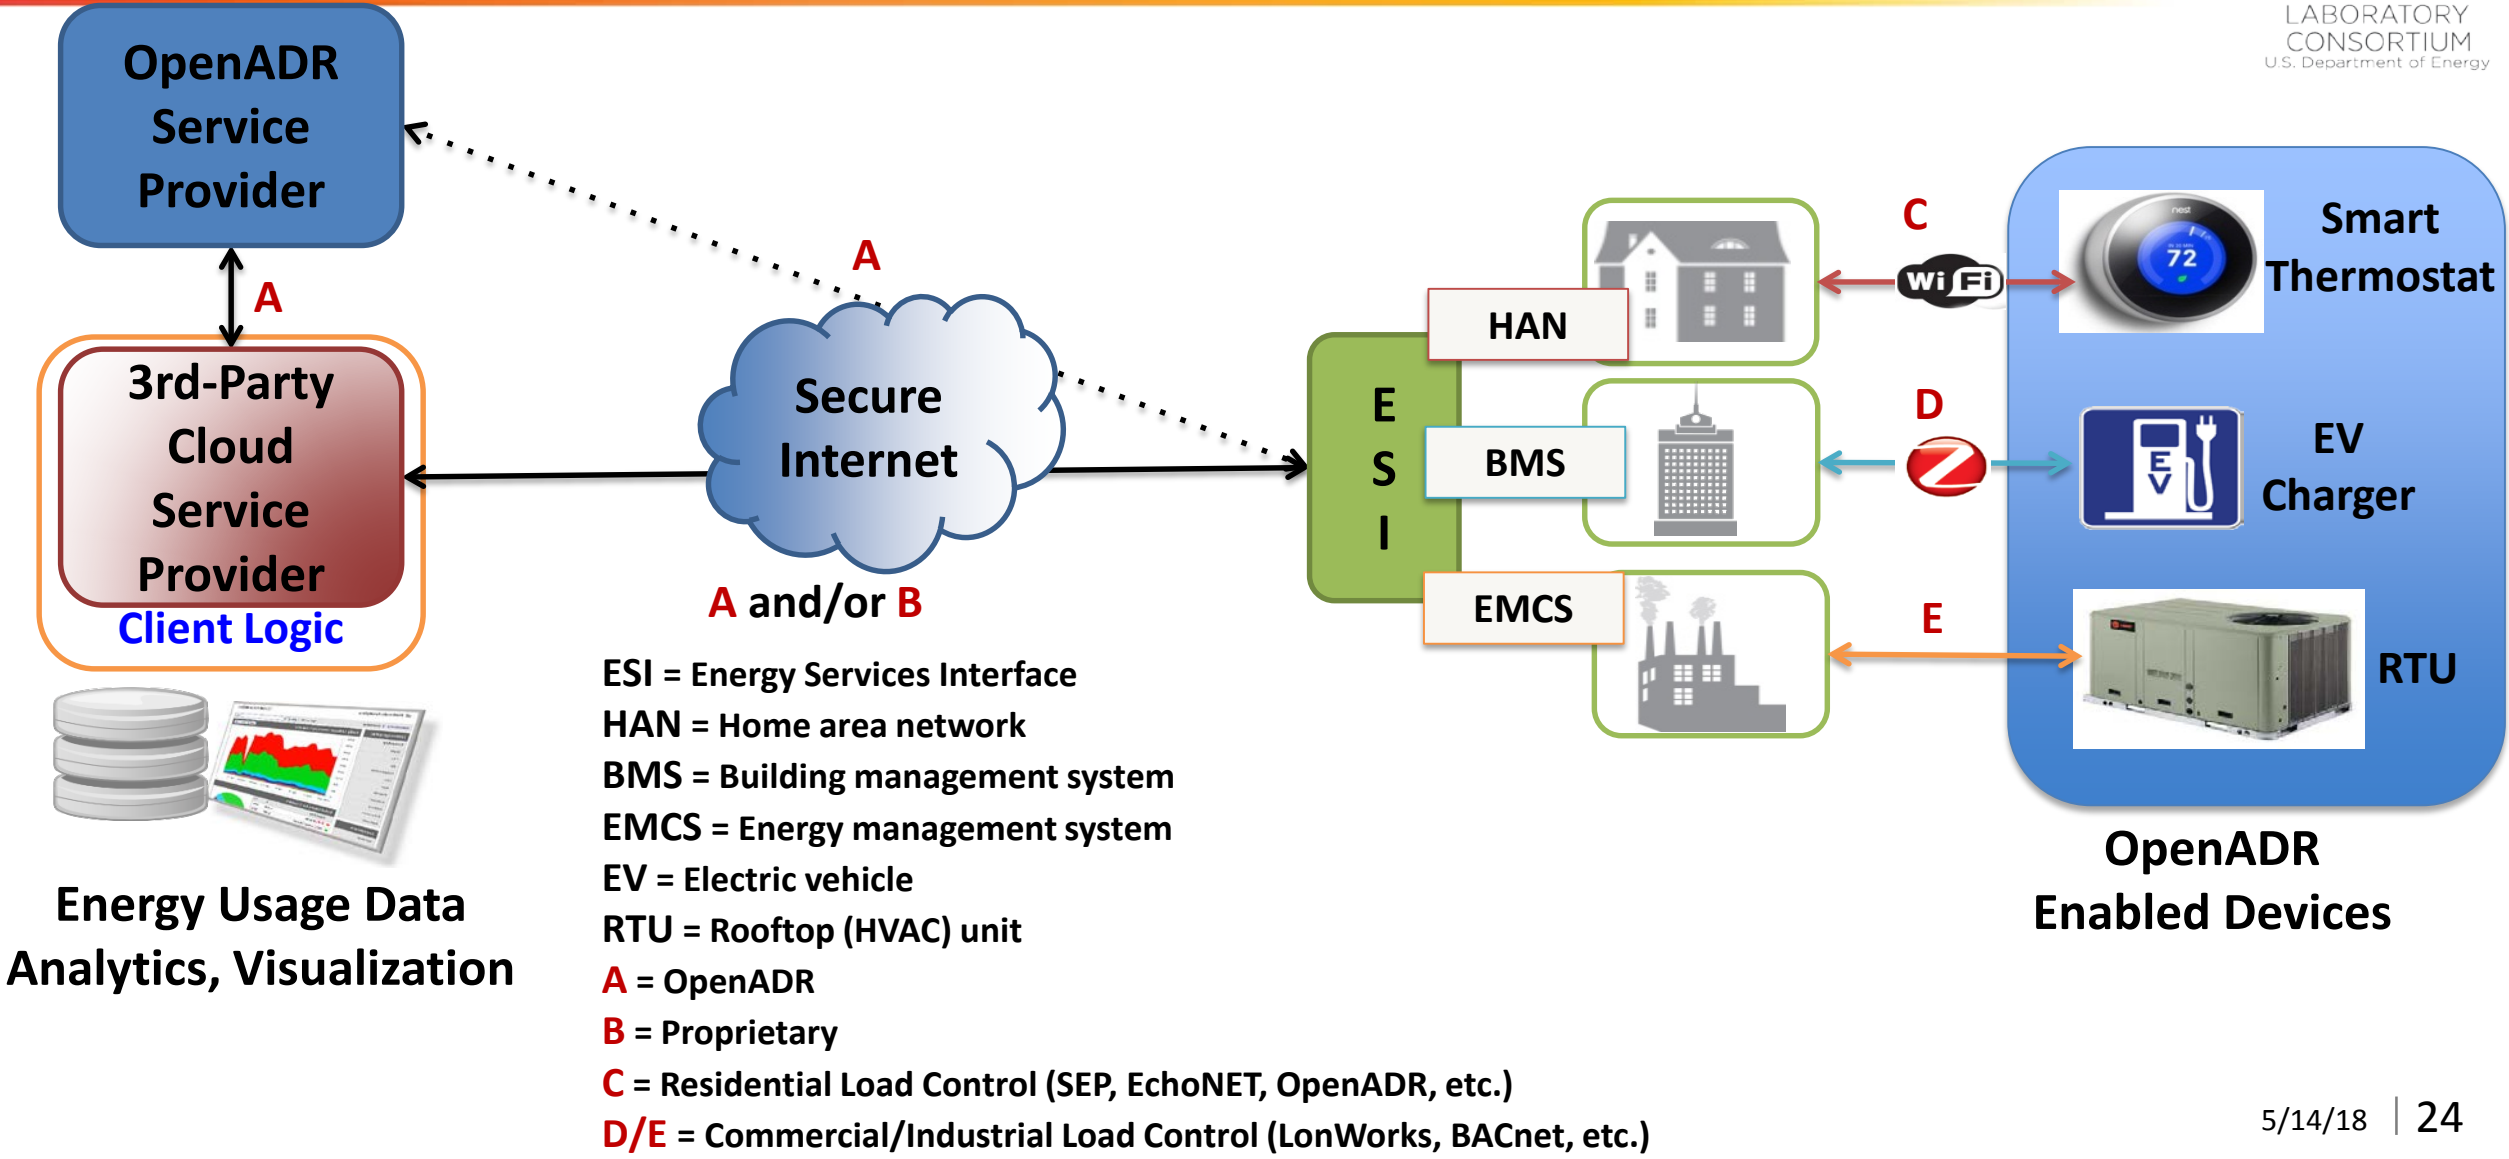 LABORATORY
CONSORTIUM
U.S. Department of Energy
OpenADR
Service
Provider
A
A
3rd-Party
Cloud
Service
Provider
Client Logic
Secure
Internet
A and/or B
E
S
I
HAN
BMS
EMCS
C
WiFi
D
E
nest
72
Smart
Thermostat
EV
EV
Charger
RTU
OpenADR
Enabled Devices
Energy Usage Data
Analytics, Visualization
ESI = Energy Services Interface
HAN = Home area network
BMS = Building management system
EMCS = Energy management system
EV = Electric vehicle
RTU = Rooftop (HVAC) unit
A = OpenADR
B = Proprietary
C = Residential Load Control (SEP, EchoNET, OpenADR, etc.)
D/E = Commercial/Industrial Load Control (LonWorks, BACnet, etc.)
5/14/18 | 24